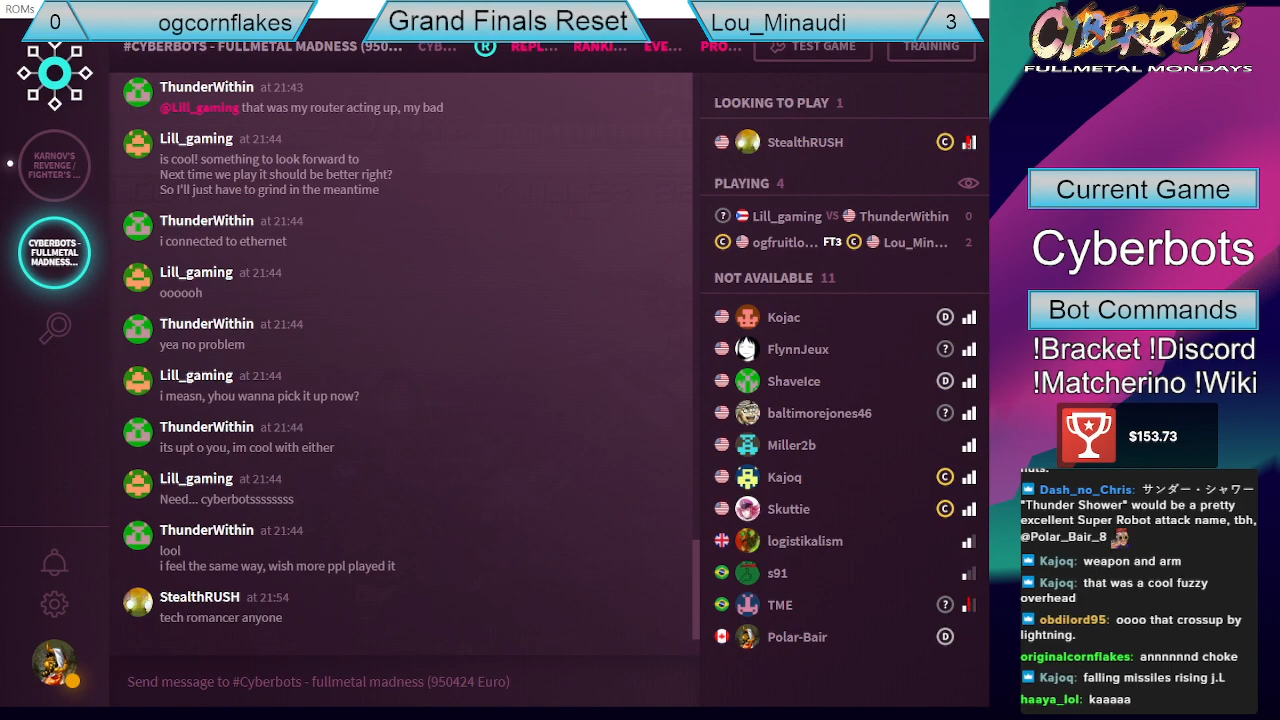 ROMs
0 ogcornflakes Grand Finals Reset Lou_Minaudi 3
CYBERBOTS
FULLMETAL MONDAYS
#CYBERBOTS - FULLMETAL MADNESS (950... CYB... R REPL... RANKI... EVE... PRO... TEST GAME TRAINING
KARNOV'S
REVENGE /
FIGHTER'S ...
CYBERBOTS -
FULLMETAL
MADNESS...
ThunderWithin at 21:43
@Lill_gaming that was my router acting up, my bad
Lill_gaming at 21:44
is cool! something to look forward to
Next time we play it should be better right?
So I'll just have to grind in the meantime
ThunderWithin at 21:44
i connected to ethernet
Lill_gaming at 21:44
oooooh
ThunderWithin at 21:44
yea no problem
Lill_gaming at 21:44
i measn, yhou wanna pick it up now?
ThunderWithin at 21:44
its upt o you, im cool with either
Lill_gaming at 21:44
Need... cyberbotssssssss
ThunderWithin at 21:44
lool
i feel the same way, wish more ppl played it
StealthRUSH at 21:54
tech romancer anyone
Send message to #Cyberbots - fullmetal madness (950424 Euro)
LOOKING TO PLAY 1
StealthRUSH C
PLAYING 4
? Lill_gaming VS ThunderWithin 0
C ogfruitlo... FT3 C Lou_Min... 2
NOT AVAILABLE 11
Kojac D
FlynnJeux ?
ShaveIce D
baltimorejones46 ?
Miller2b
Kajoq C
Skuttie C
logistikalism
s91
TME ?
Polar-Bair D
Current Game
Cyberbots
Bot Commands
!Bracket !Discord
!Matcherino !Wiki
$153.73
nuts.
Dash_no_Chris: サンダー・シャワー
"Thunder Shower" would be a pretty
excellent Super Robot attack name, tbh,
@Polar_Bair_8
Kajoq: weapon and arm
Kajoq: that was a cool fuzzy
overhead
obdilord95: oooo that crossup by
lightning.
originalcornflakes: annnnnnd choke
Kajoq: falling missiles rising j.L
haaya_lol: kaaaaa